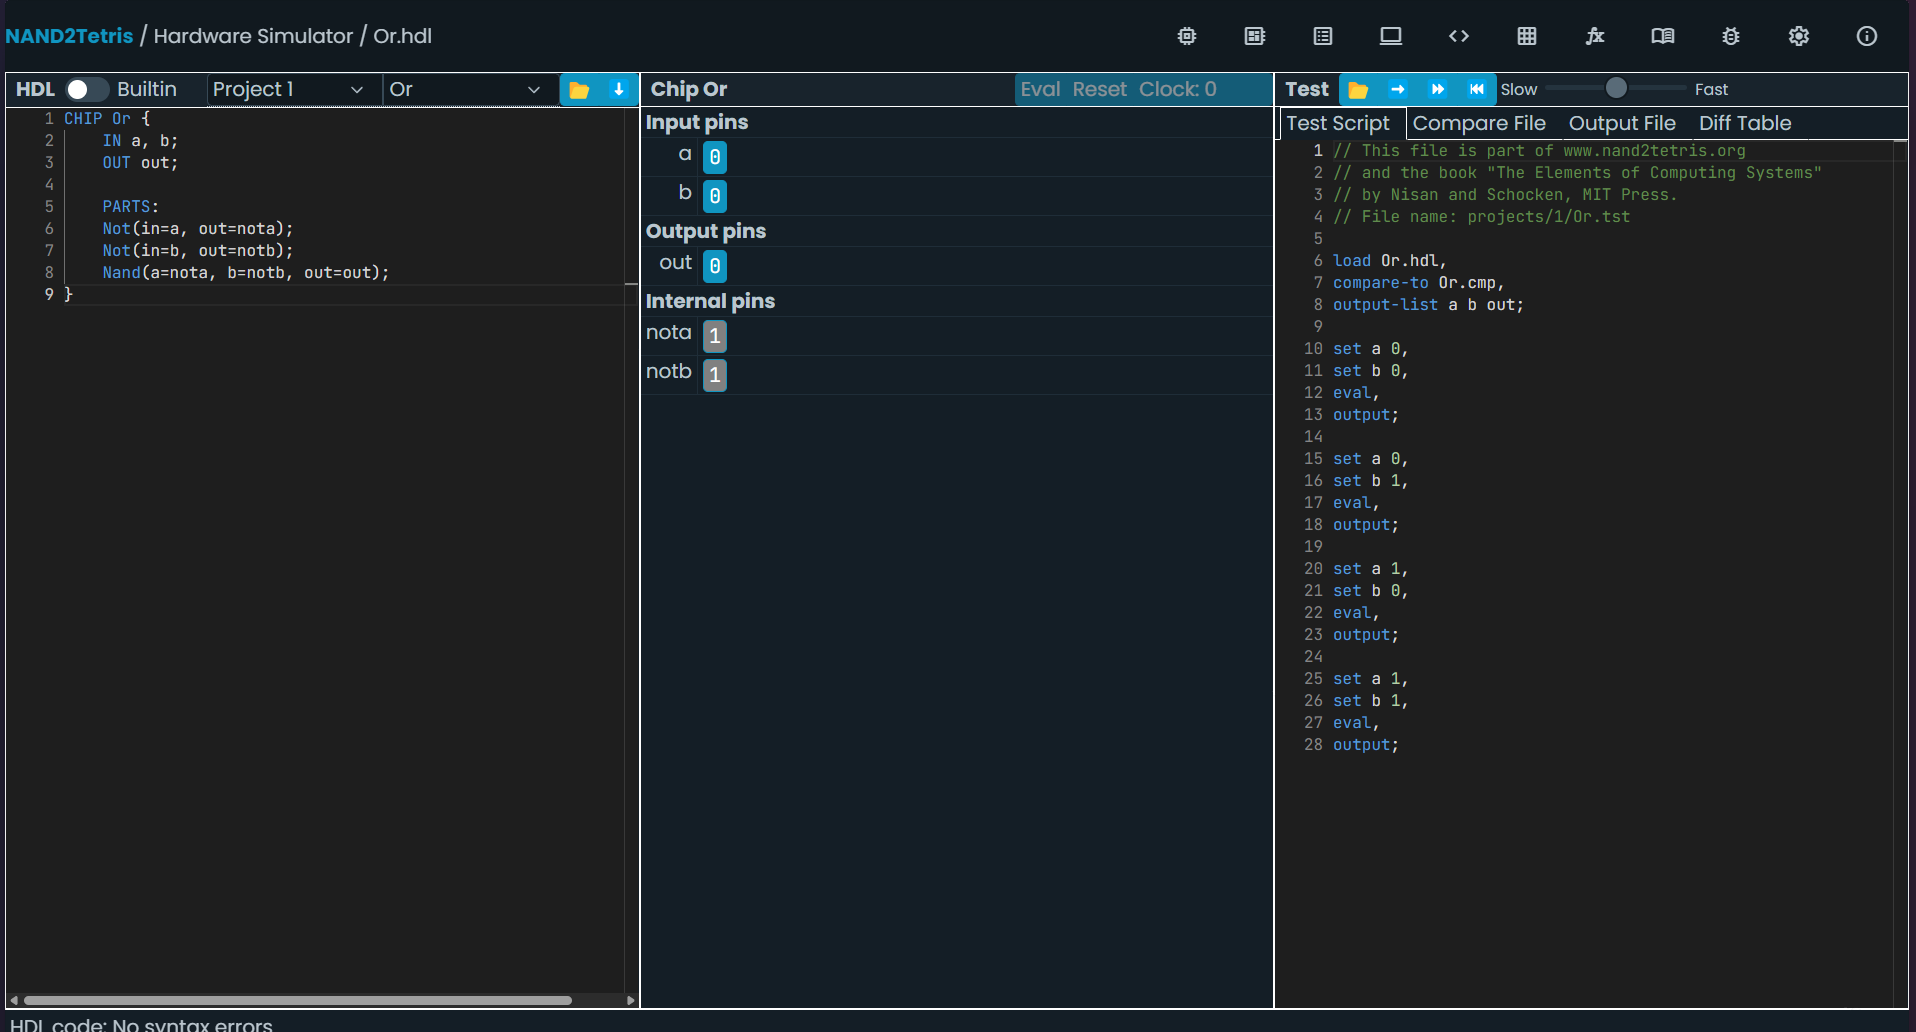 NAND2Tetris / Hardware Simulator / Or.hdl
HDL Builtin Project 1 Or
1 CHIP Or {
2     IN a, b;
3     OUT out;
4
5     PARTS:
6     Not(in=a, out=nota);
7     Not(in=b, out=notb);
8     Nand(a=nota, b=notb, out=out);
9 }
Chip Or Eval Reset Clock: 0
Input pins
a 0
b 0
Output pins
out 0
Internal pins
nota 1
notb 1
Test Slow Fast
Test Script Compare File Output File Diff Table
1 // This file is part of www.nand2tetris.org
2 // and the book "The Elements of Computing Systems"
3 // by Nisan and Schocken, MIT Press.
4 // File name: projects/1/Or.tst
5
6 load Or.hdl,
7 compare-to Or.cmp,
8 output-list a b out;
9
10 set a 0,
11 set b 0,
12 eval,
13 output;
14
15 set a 0,
16 set b 1,
17 eval,
18 output;
19
20 set a 1,
21 set b 0,
22 eval,
23 output;
24
25 set a 1,
26 set b 1,
27 eval,
28 output;
HDL code: No syntax errors